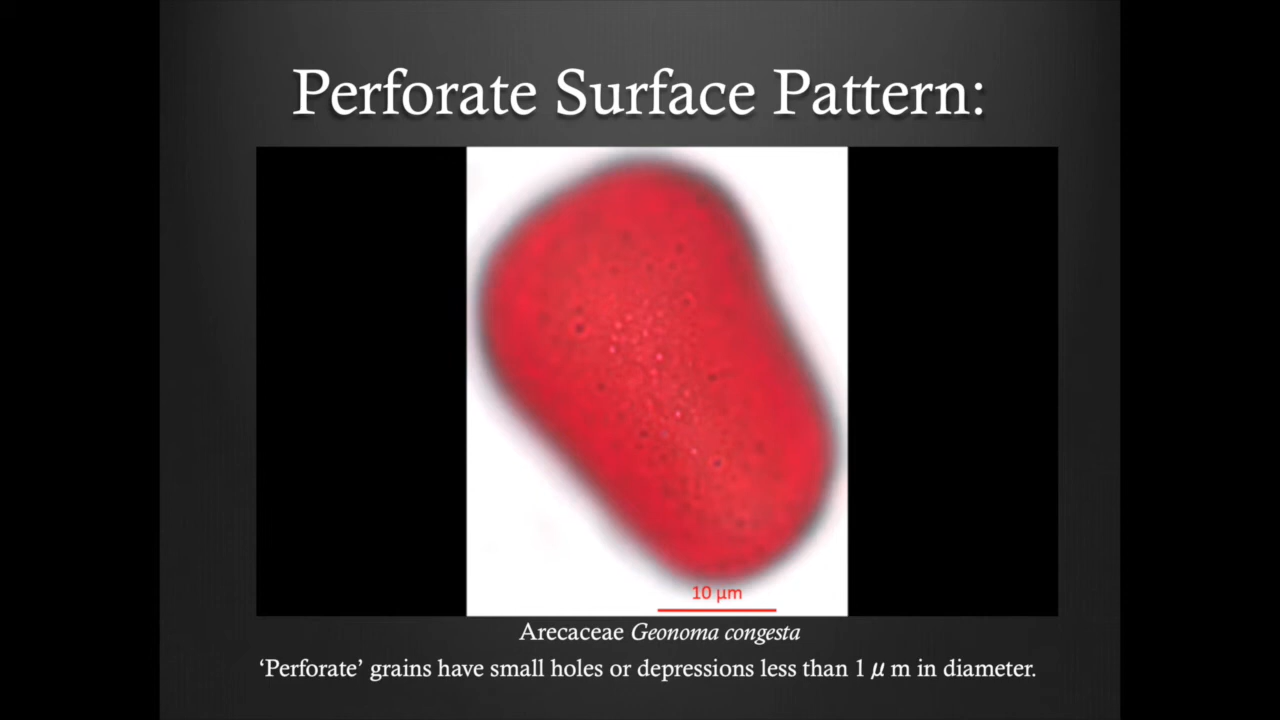 Perforate Surface Pattern:
10 µm
Arecaceae Geonoma congesta
‘Perforate’ grains have small holes or depressions less than 1 μ m in diameter.